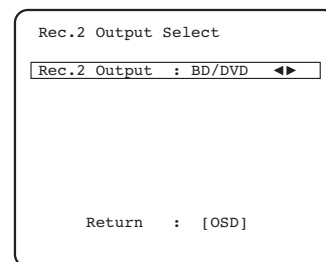 Rec.2 Output Select
Rec.2 Output : BD/DVD ◄►
Return : [OSD]